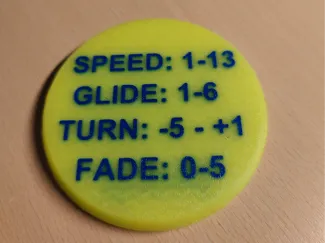 SPEED: 1-13
GLIDE: 1-6
TURN: -5 - +1
FADE: 0-5